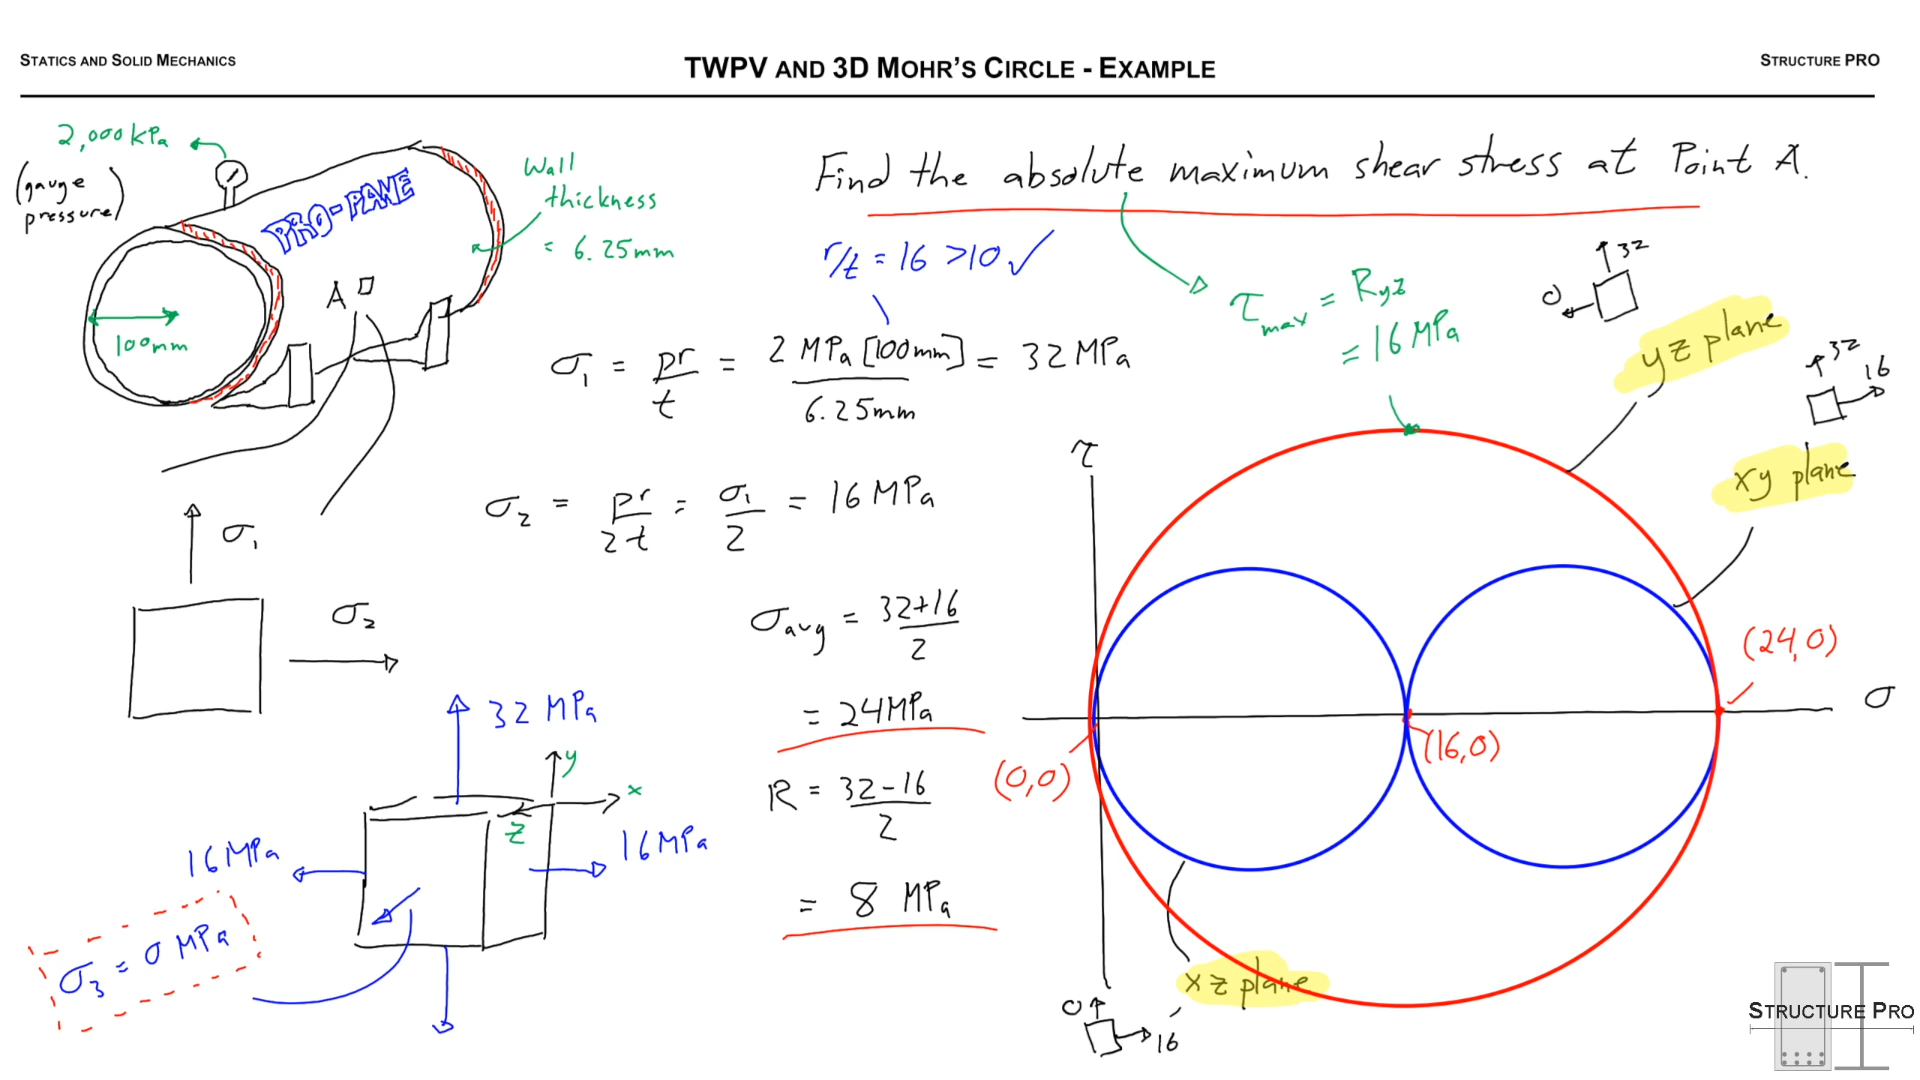 STATICS AND SOLID MECHANICS
TWPV AND 3D MOHR'S CIRCLE - EXAMPLE
STRUCTURE PRO
2,000 kPa
(gauge pressure)
PRO-PANE
Wall
thickness
= 6.25mm
A
100mm
Find the absolute maximum shear stress at Point A.
r/t = 16 >10 ✓
σ₁ = pr/t = 2 MPa [100mm]/6.25mm = 32 MPa
τmax = Ryz
= 16 MPa
32
0
yz plane
32
16
xy plane
σ₂ = pr/2t = σ₁/2 = 16 MPa
σ₁
σ₂
σavg = 32+16/2
= 24MPa
R = 32-16/2
= 8 MPa
32 MPa
y
x
z
16 MPa
16 MPa
σ₃ = 0 MPa
τ
σ
(0,0)
(16,0)
(24,0)
xz plane
0
16
STRUCTURE PRO